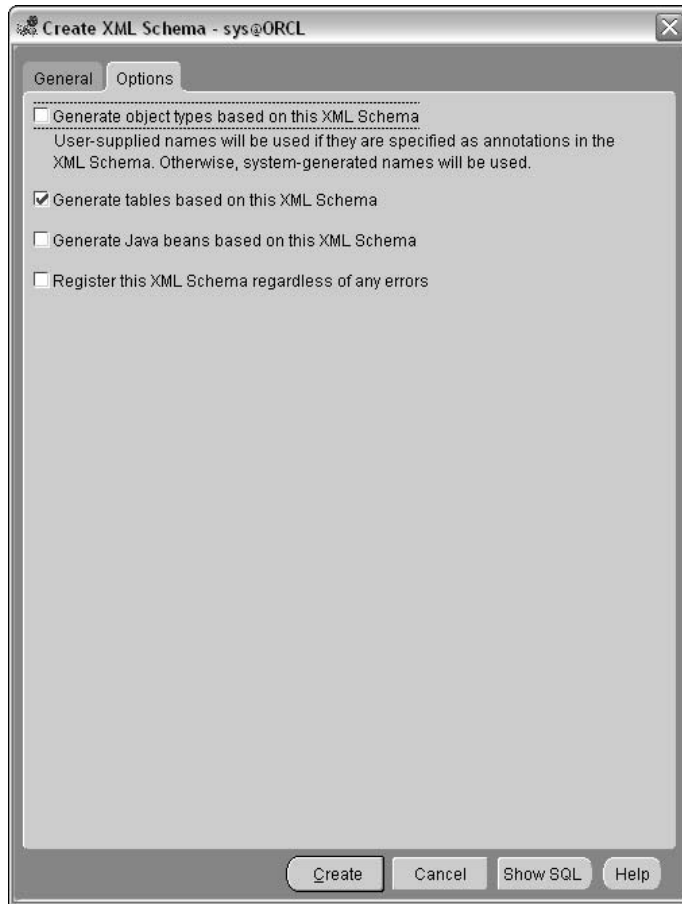 Create XML Schema - sys@ORCL
General Options
Generate object types based on this XML Schema
User-supplied names will be used if they are specified as annotations in the
XML Schema. Otherwise, system-generated names will be used.
Generate tables based on this XML Schema
Generate Java beans based on this XML Schema
Register this XML Schema regardless of any errors
Create Cancel Show SQL Help